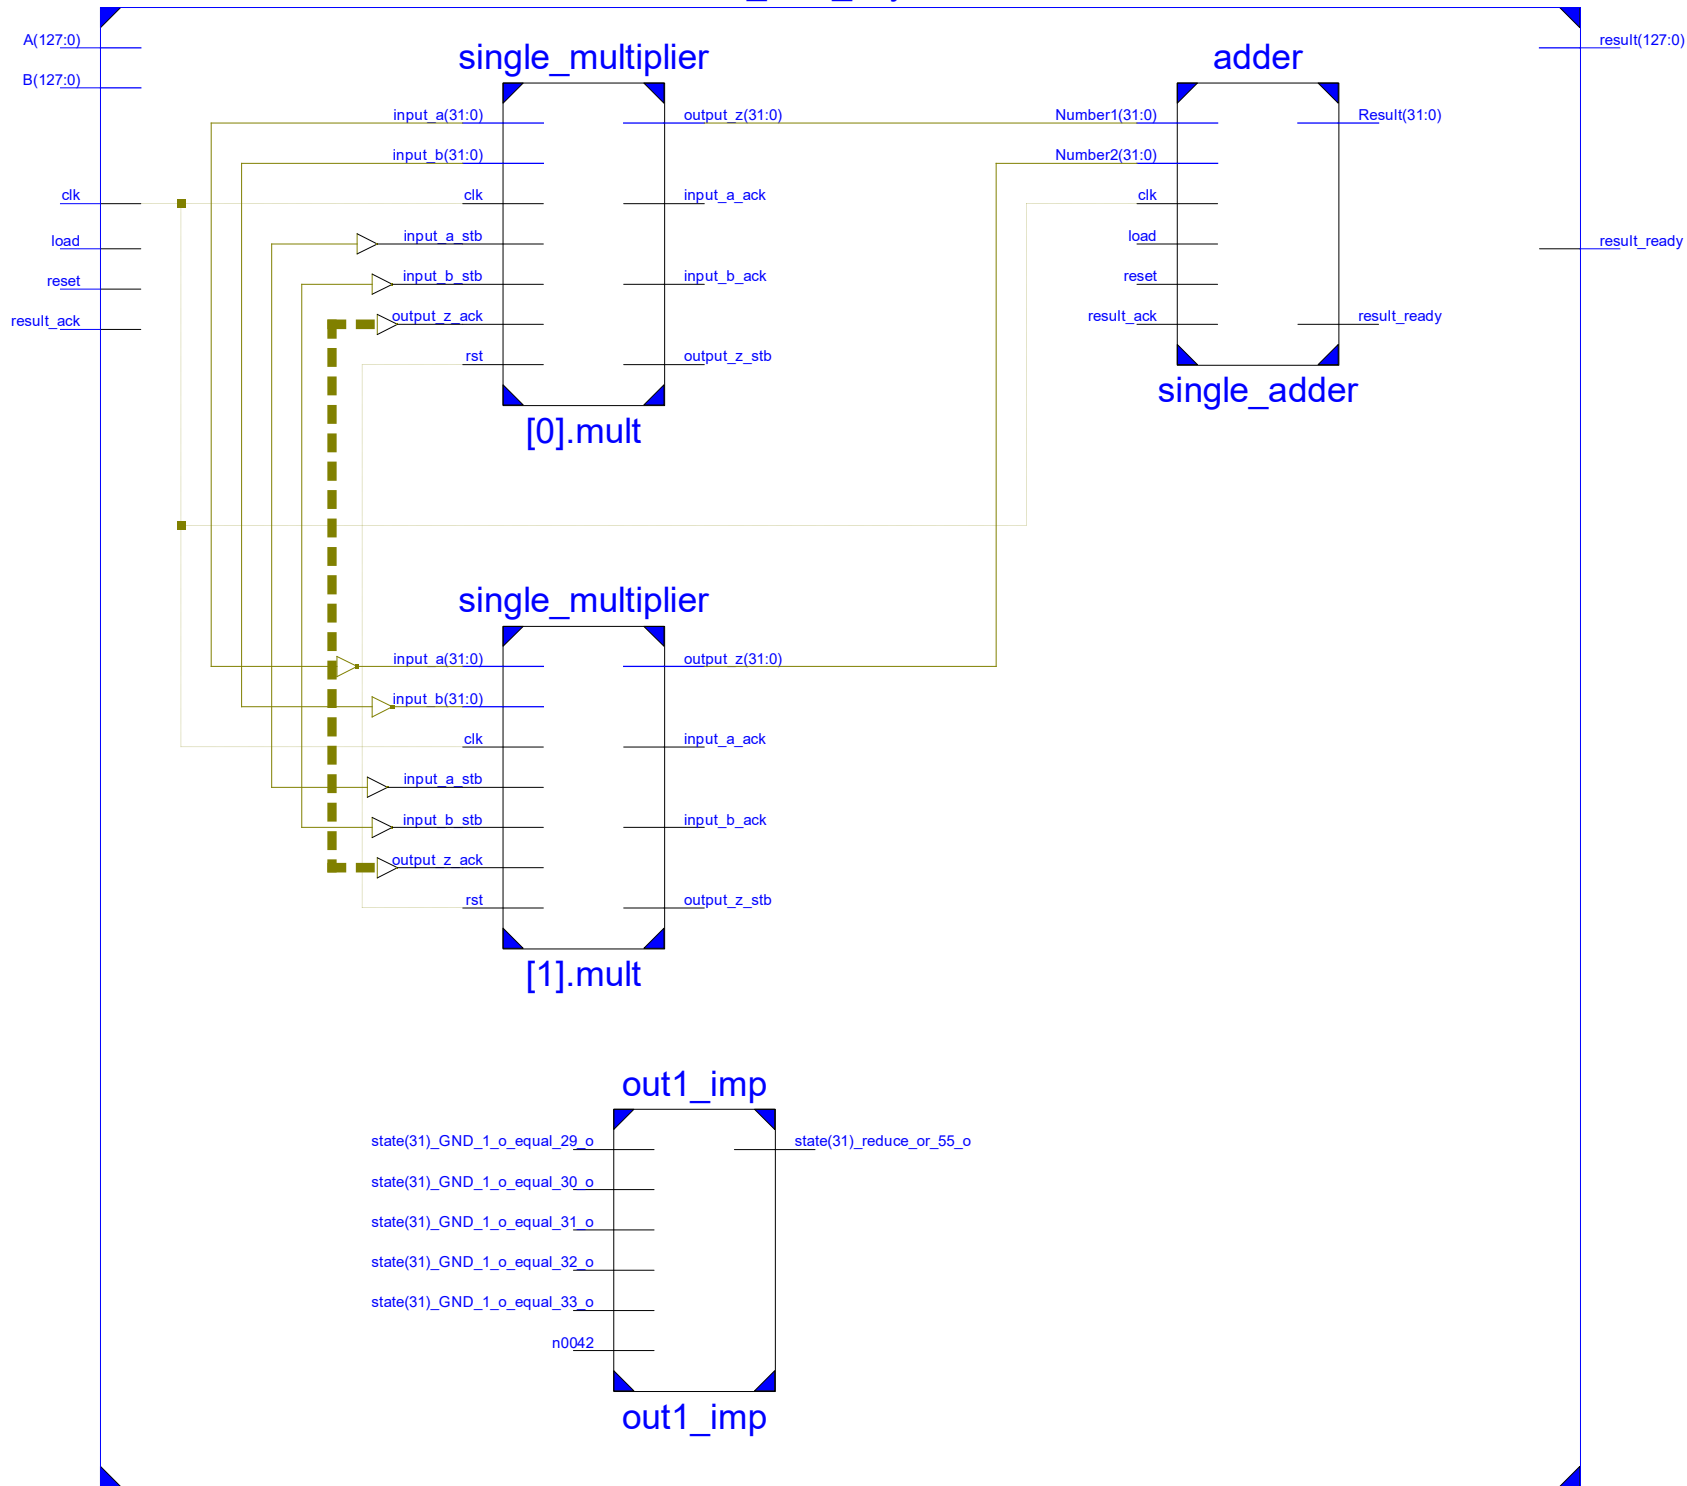 A(127:0)
B(127:0)
clk
load
reset
result_ack
result(127:0)
result_ready
single_multiplier
input_a(31:0)
input_b(31:0)
clk
input_a_stb
input_b_stb
output_z_ack
rst
output_z(31:0)
input_a_ack
input_b_ack
output_z_stb
[0].mult
adder
Number1(31:0)
Number2(31:0)
clk
load
reset
result_ack
Result(31:0)
result_ready
single_adder
single_multiplier
input_a(31:0)
input_b(31:0)
clk
input_a_stb
input_b_stb
output_z_ack
rst
output_z(31:0)
input_a_ack
input_b_ack
output_z_stb
[1].mult
out1_imp
state(31)_GND_1_o_equal_29_o
state(31)_GND_1_o_equal_30_o
state(31)_GND_1_o_equal_31_o
state(31)_GND_1_o_equal_32_o
state(31)_GND_1_o_equal_33_o
n0042
state(31)_reduce_or_55_o
out1_imp